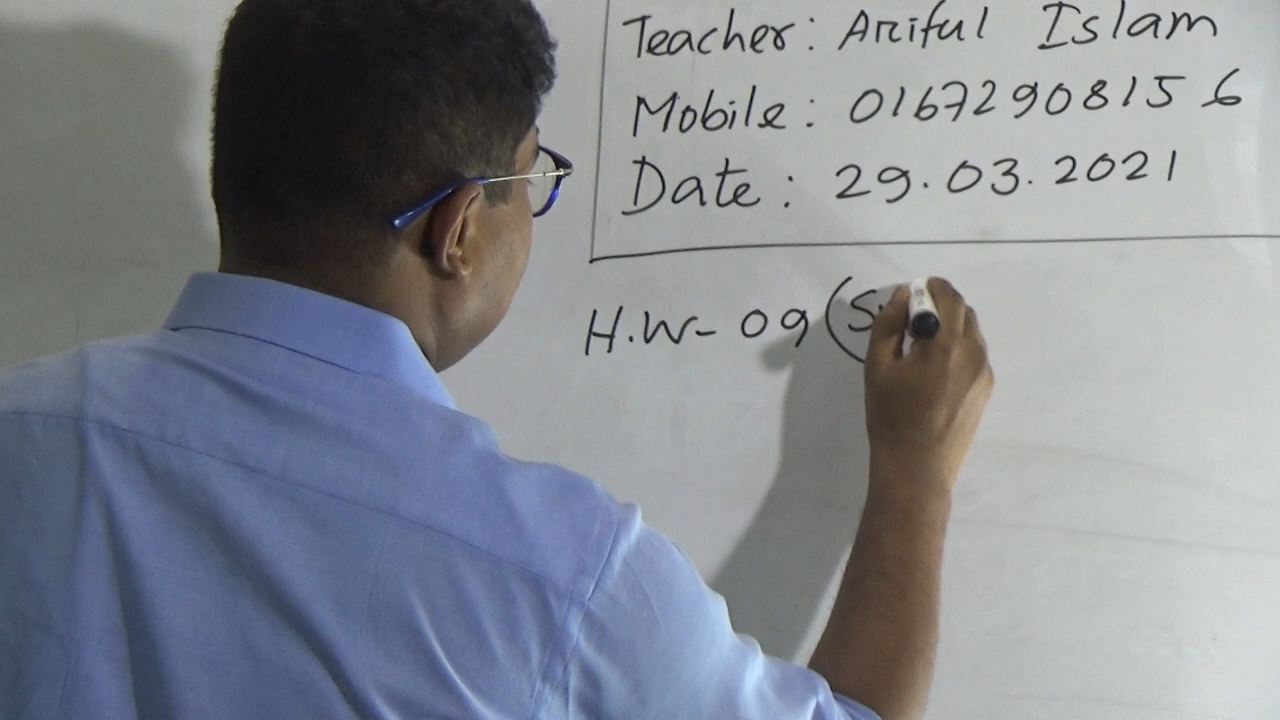 Teacher: Ariful Islam
Mobile: 01672908156
Date: 29.03.2021
H.W- 09 (